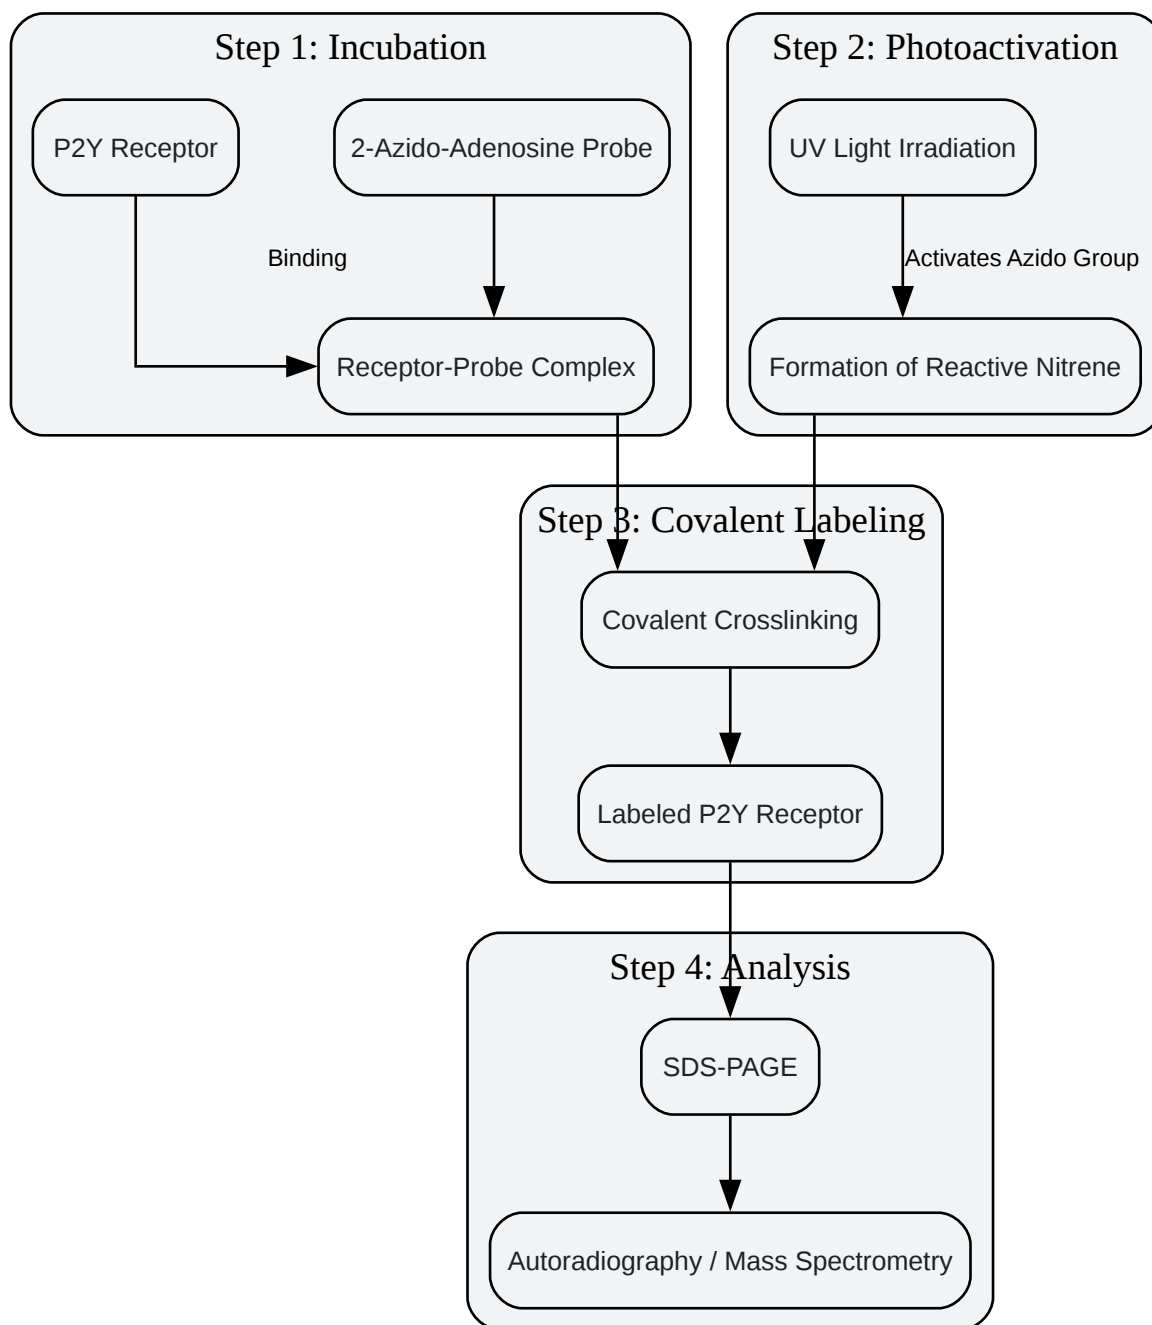 Step 1: Incubation
P2Y Receptor
2-Azido-Adenosine Probe
Binding
Receptor-Probe Complex
Step 2: Photoactivation
UV Light Irradiation
Activates Azido Group
Formation of Reactive Nitrene
Step 3: Covalent Labeling
Covalent Crosslinking
Labeled P2Y Receptor
Step 4: Analysis
SDS-PAGE
Autoradiography / Mass Spectrometry